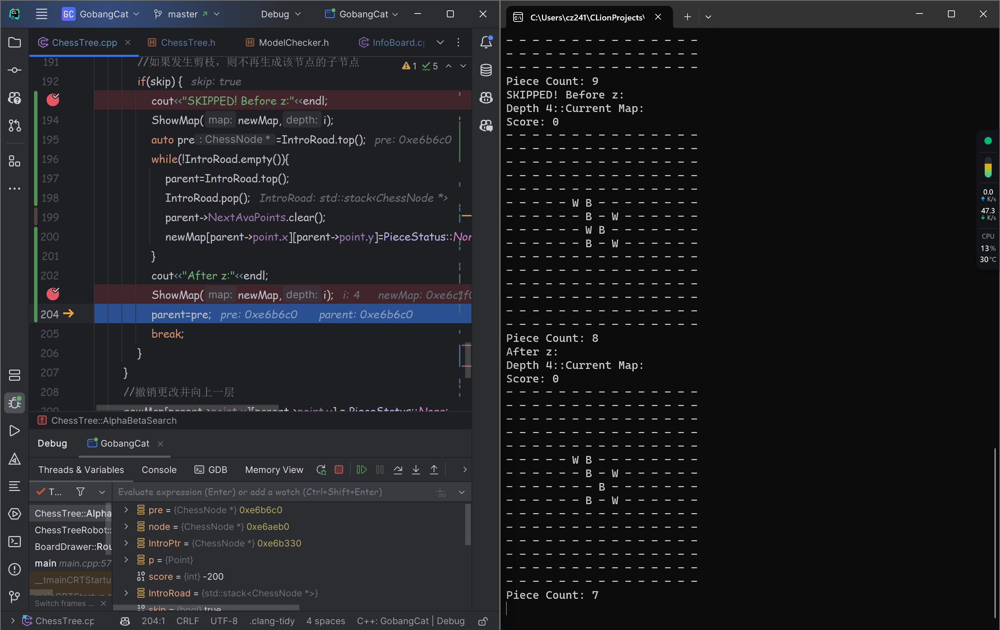 GC GobangCat master Debug GobangCat
ChessTree.cpp ChessTree.h ModelChecker.h InfoBoard.cp
191 //如果发生剪枝，则不再生成该节点的子节点
1 5
192 if(skip) { skip: true
cout<<"SKIPPED! Before z:"<<endl;
194 ShowMap( map: newMap, depth: i);
195 auto pre : ChessNode * =IntroRoad.top(); pre: 0xe6b6c0
196 while(!IntroRoad.empty()){
197 parent=IntroRoad.top();
198 IntroRoad.pop(); IntroRoad: std::stack<ChessNode *>
199 parent->NextAvaPoints.clear();
200 newMap[parent->point.x][parent->point.y]=PieceStatus::Nor
201 }
202 cout<<"After z:"<<endl;
ShowMap( map: newMap, depth: i); i: 4 newMap: 0xe6c1f0
204 parent=pre; pre: 0xe6b6c0 parent: 0xe6b6c0
205 break;
206 }
207 }
208 //撤销更改并向上一层
209 newMap[parent->point.x][parent->point.y] = PieceStatus::None;
ChessTree::AlphaBetaSearch
Debug GobangCat
Threads & Variables Console GDB Memory View
T... Evaluate expression (Enter) or add a watch (Ctrl+Shift+Enter)
ChessTree::Alpha
ChessTreeRobot::
BoardDrawer::Rou
main main.cpp:57
__tmainCRTStartu
mainCRTStartup
Switch frames ...
pre = {ChessNode *} 0xe6b6c0
node = {ChessNode *} 0xe6aeb0
IntroPtr = {ChessNode *} 0xe6b330
p = {Point}
score = {int} -200
IntroRoad = {std::stack<ChessNode *>}
skip = {bool} true
ChessTree.cp 204:1 CRLF UTF-8 .clang-tidy 4 spaces C++: GobangCat | Debug
C:\Users\cz241\CLionProjects\
- - - - - - - - - - - - - - -
- - - - - - - - - - - - - - -
- - - - - - - - - - - - - - -
Piece Count: 9
SKIPPED! Before z:
Depth 4::Current Map:
Score: 0
- - - - - - - - - - - - - - -
- - - - - - - - - - - - - - -
- - - - - - - - - - - - - - -
- - - - - - - - - - - - - - -
- - - - - - - - - - - - - - -
- - - - - W B - - - - - - - -
- - - - - - B - W - - - - - -
- - - - - - W B - - - - - - -
- - - - - - B - W - - - - - -
- - - - - - - - - - - - - - -
- - - - - - - - - - - - - - -
- - - - - - - - - - - - - - -
- - - - - - - - - - - - - - -
- - - - - - - - - - - - - - -
- - - - - - - - - - - - - - -
Piece Count: 8
After z:
Depth 4::Current Map:
Score: 0
- - - - - - - - - - - - - - -
- - - - - - - - - - - - - - -
- - - - - - - - - - - - - - -
- - - - - - - - - - - - - - -
- - - - - - - - - - - - - - -
- - - - - W B - - - - - - - -
- - - - - - B - W - - - - - -
- - - - - - - B - - - - - - -
- - - - - - B - W - - - - - -
- - - - - - - - - - - - - - -
- - - - - - - - - - - - - - -
- - - - - - - - - - - - - - -
- - - - - - - - - - - - - - -
- - - - - - - - - - - - - - -
- - - - - - - - - - - - - - -
Piece Count: 7
0.0
K/s
47.3
K/s
CPU
13%
30°C